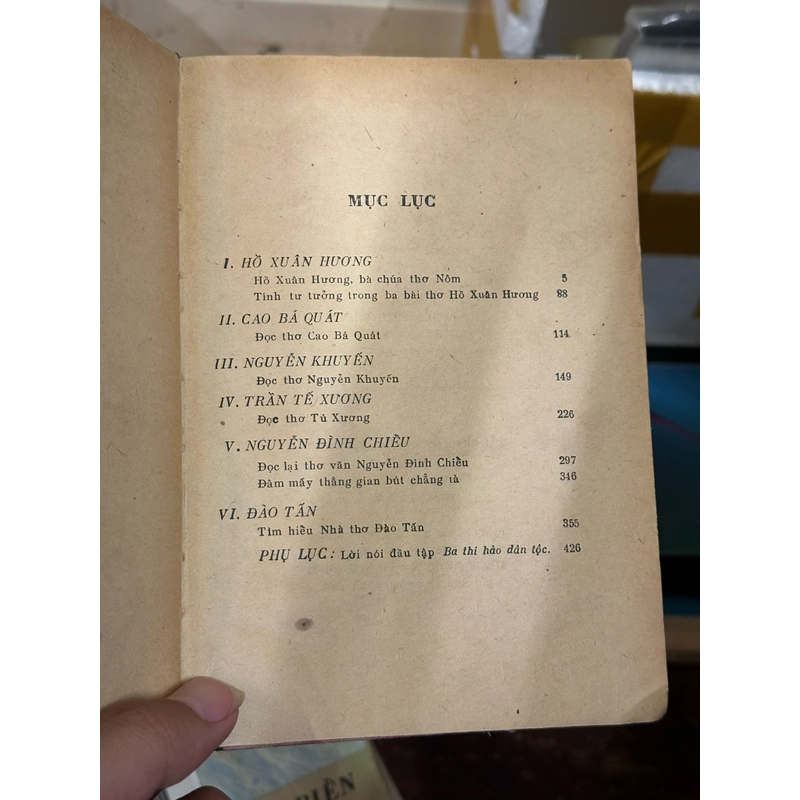 MỤC LỤC
I. HỒ XUÂN HƯƠNG
Hồ Xuân Hương, bà chúa thơ Nôm 5
Tính tư tưởng trong ba bài thơ Hồ Xuân Hương 88
II. CAO BÁ QUÁT
Đọc thơ Cao Bá Quát 114
III. NGUYỄN KHUYẾN
Đọc thơ Nguyễn Khuyến 149
IV. TRẦN TẾ XƯƠNG
Đọc thơ Tú Xương 226
V. NGUYỄN ĐÌNH CHIỂU
Đọc lại thơ văn Nguyễn Đình Chiểu 297
Đâm mấy thằng gian bút chẳng tà 346
VI. ĐÀO TẤN
Tìm hiểu Nhà thơ Đào Tấn 355
PHỤ LỤC: Lời nói đầu tập Ba thi hào dân tộc. 426